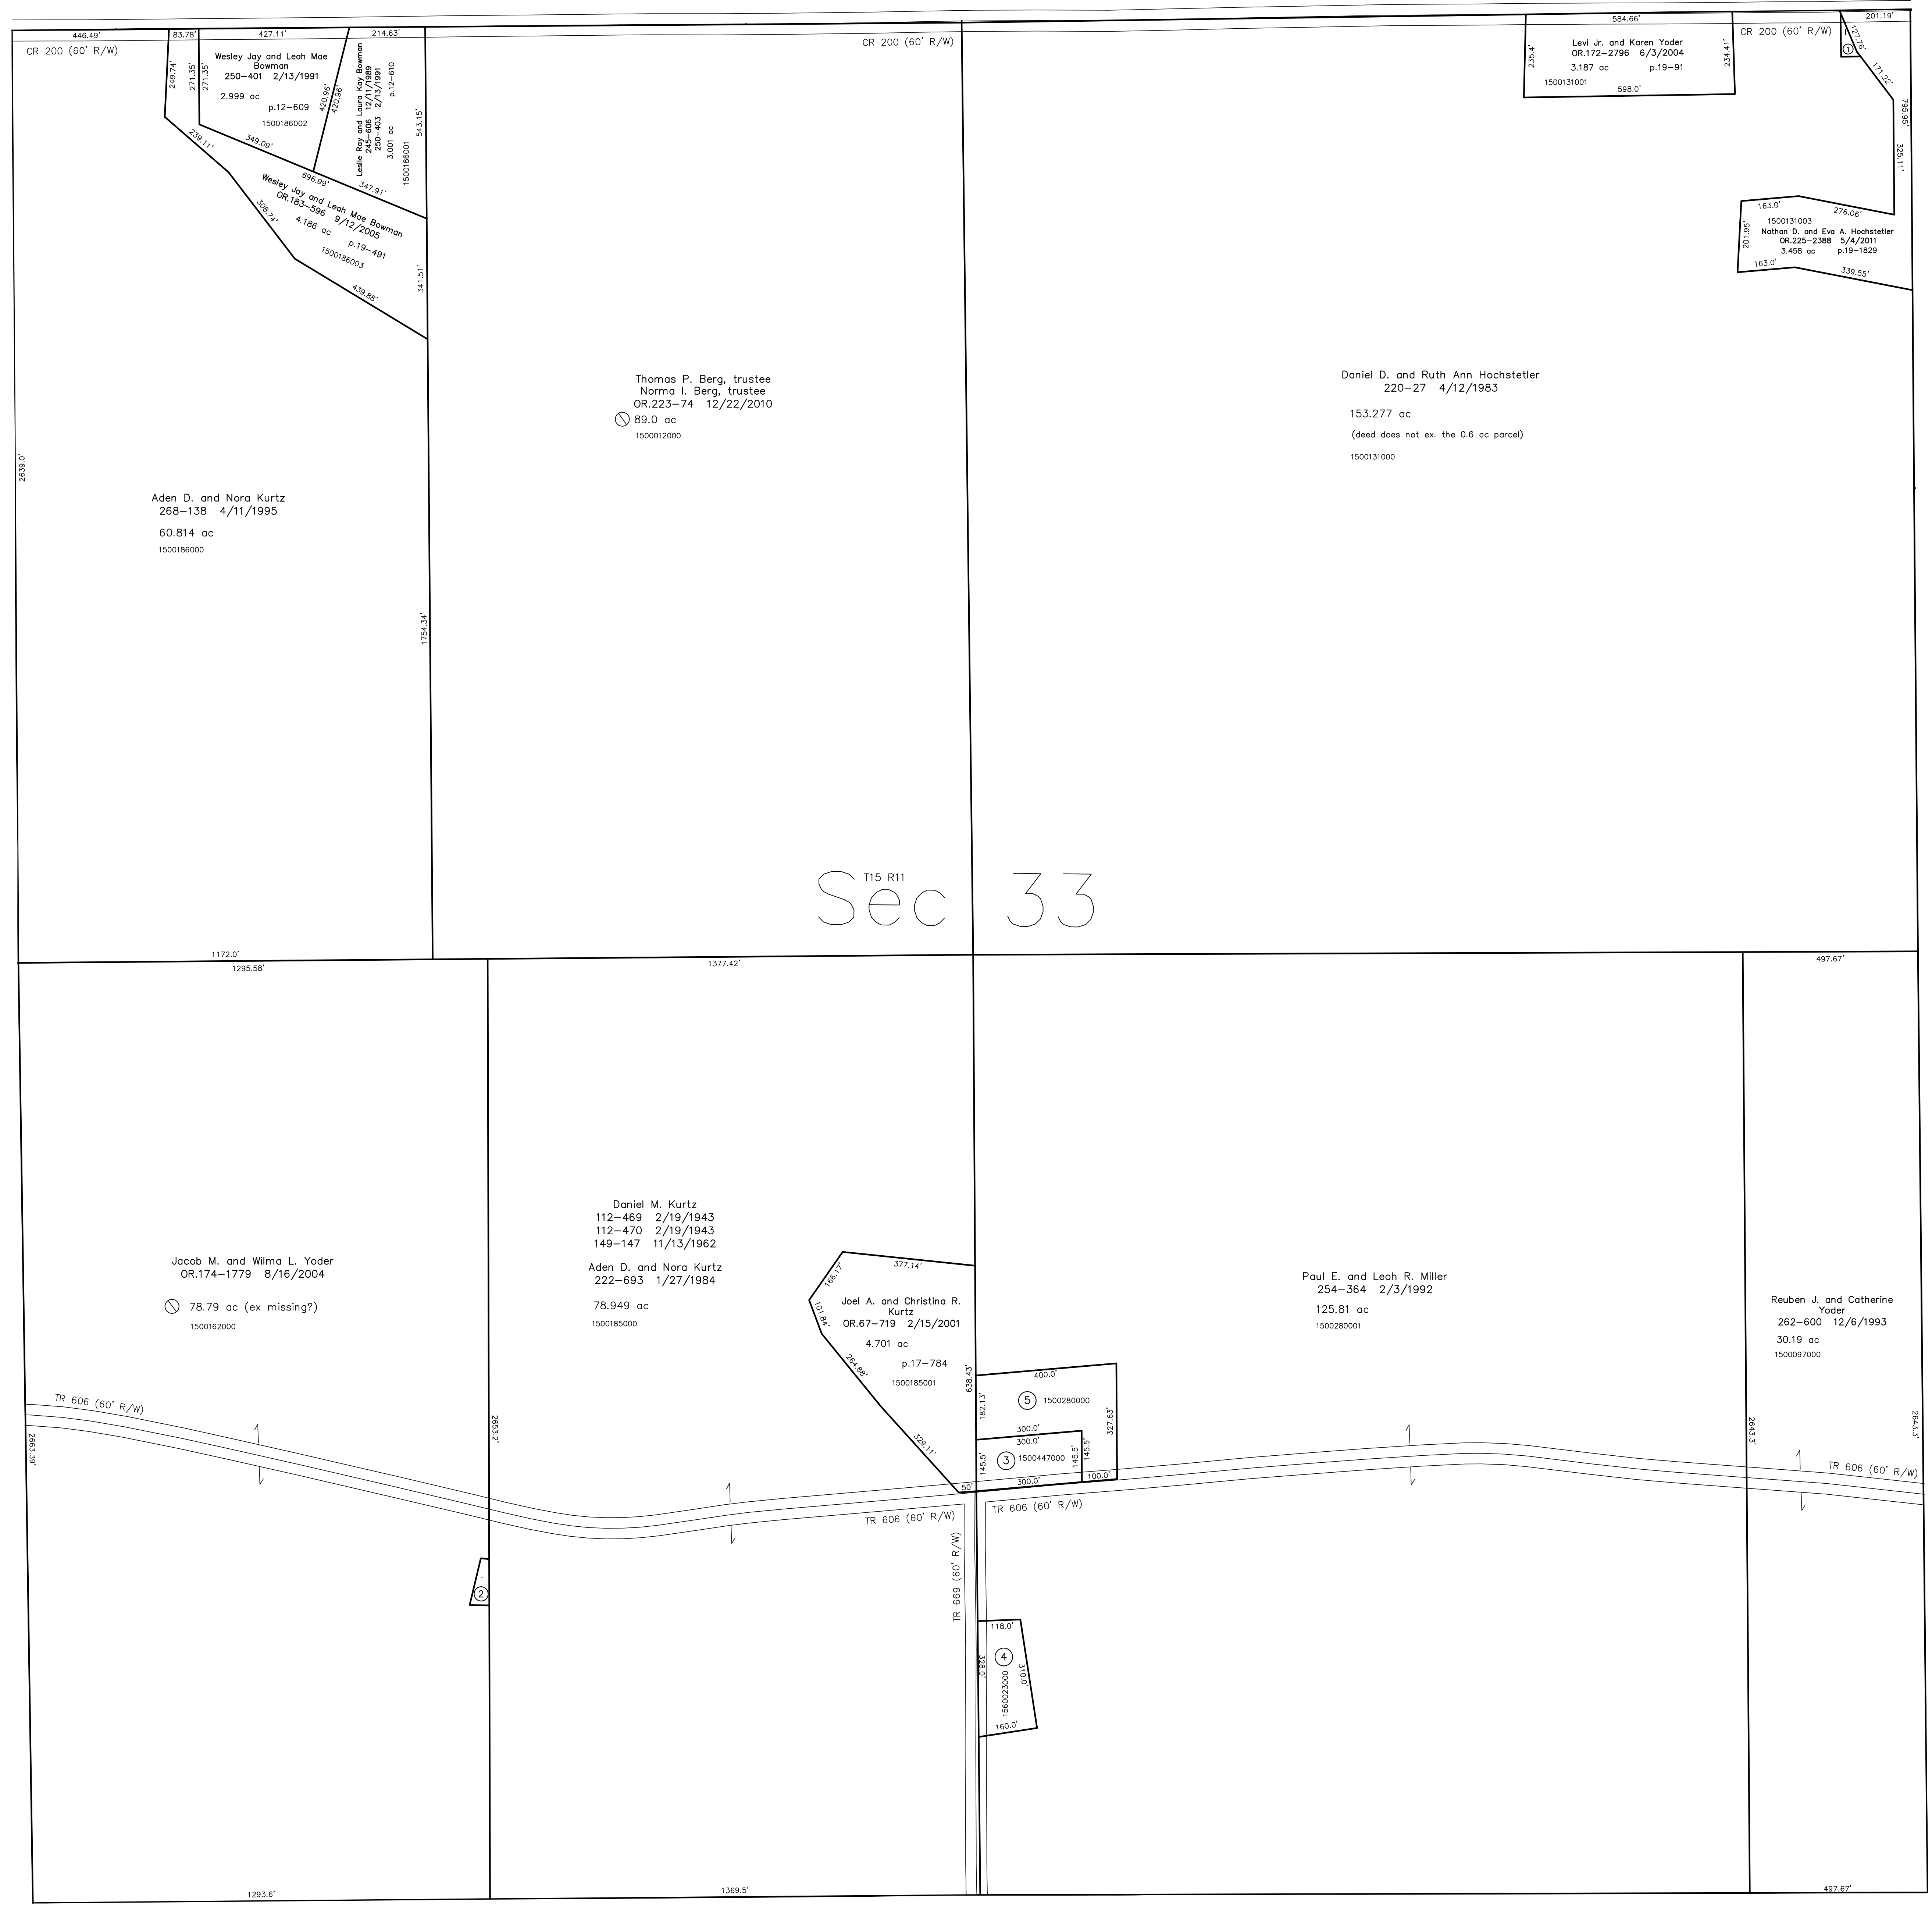 446.49'
83.78'
427.11'
214.63'
CR 200 (60' R/W)
249.74'
271.35'
271.35'
Wesley Jay and Leah Mae
Bowman
250-401 2/13/1991
2.999 ac
p.12-609
1500186002
420.96'
420.96'
Leslie Ray and Laura Kay Bowman
245-606 12/11/1989
250-403 2/13/1991
3.001 ac p.12-610
1500186001
543.15'
239.11'
349.09'
696.99'
347.91'
Wesley Jay and Leah Mae Bowman
OR.183-596 9/12/2005
4.186 ac p.19-491
1500186003
308.74'
439.88'
341.51'
CR 200 (60' R/W)
584.66'
235.4'
Levi Jr. and Karen Yoder
OR.172-2796 6/3/2004
3.187 ac p.19-91
1500131001
598.0'
234.41'
CR 200 (60' R/W)
201.19'
1
127.76'
171.22'
795.95'
325.11'
163.0'
276.06'
201.95'
1500131003
Nathan D. and Eva A. Hochstetler
OR.225-2388 5/4/2011
3.458 ac p.19-1829
163.0'
339.55'
Thomas P. Berg, trustee
Norma I. Berg, trustee
OR.223-74 12/22/2010
89.0 ac
1500012000
Daniel D. and Ruth Ann Hochstetler
220-27 4/12/1983
153.277 ac
(deed does not ex. the 0.6 ac parcel)
1500131000
2639.0'
Aden D. and Nora Kurtz
268-138 4/11/1995
60.814 ac
1500186000
1754.34'
T15 R11
Sec 33
1172.0'
1295.58'
1377.42'
497.67'
Daniel M. Kurtz
112-469 2/19/1943
112-470 2/19/1943
149-147 11/13/1962
Aden D. and Nora Kurtz
222-693 1/27/1984
78.949 ac
1500185000
Jacob M. and Wilma L. Yoder
OR.174-1779 8/16/2004
78.79 ac (ex missing?)
1500162000
377.14'
166.17'
101.84'
Joel A. and Christina R.
Kurtz
OR.67-719 2/15/2001
4.701 ac
p.17-784
1500185001
264.88'
329.11'
638.43'
Paul E. and Leah R. Miller
254-364 2/3/1992
125.81 ac
1500280001
Reuben J. and Catherine
Yoder
262-600 12/6/1993
30.19 ac
1500097000
400.0'
182.13'
5 1500280000
327.63'
300.0'
300.0'
145.5'
3 1500447000
145.5'
145.5'
300.0'
100.0'
50'
TR 606 (60' R/W)
2663.39'
2653.2'
2643.3'
2643.3'
TR 606 (60' R/W)
TR 606 (60' R/W)
TR 606 (60' R/W)
TR 669 (60' R/W)
2
118.0'
4
328.0'
1560023000
310.0'
160.0'
1293.6'
1369.5'
497.67'